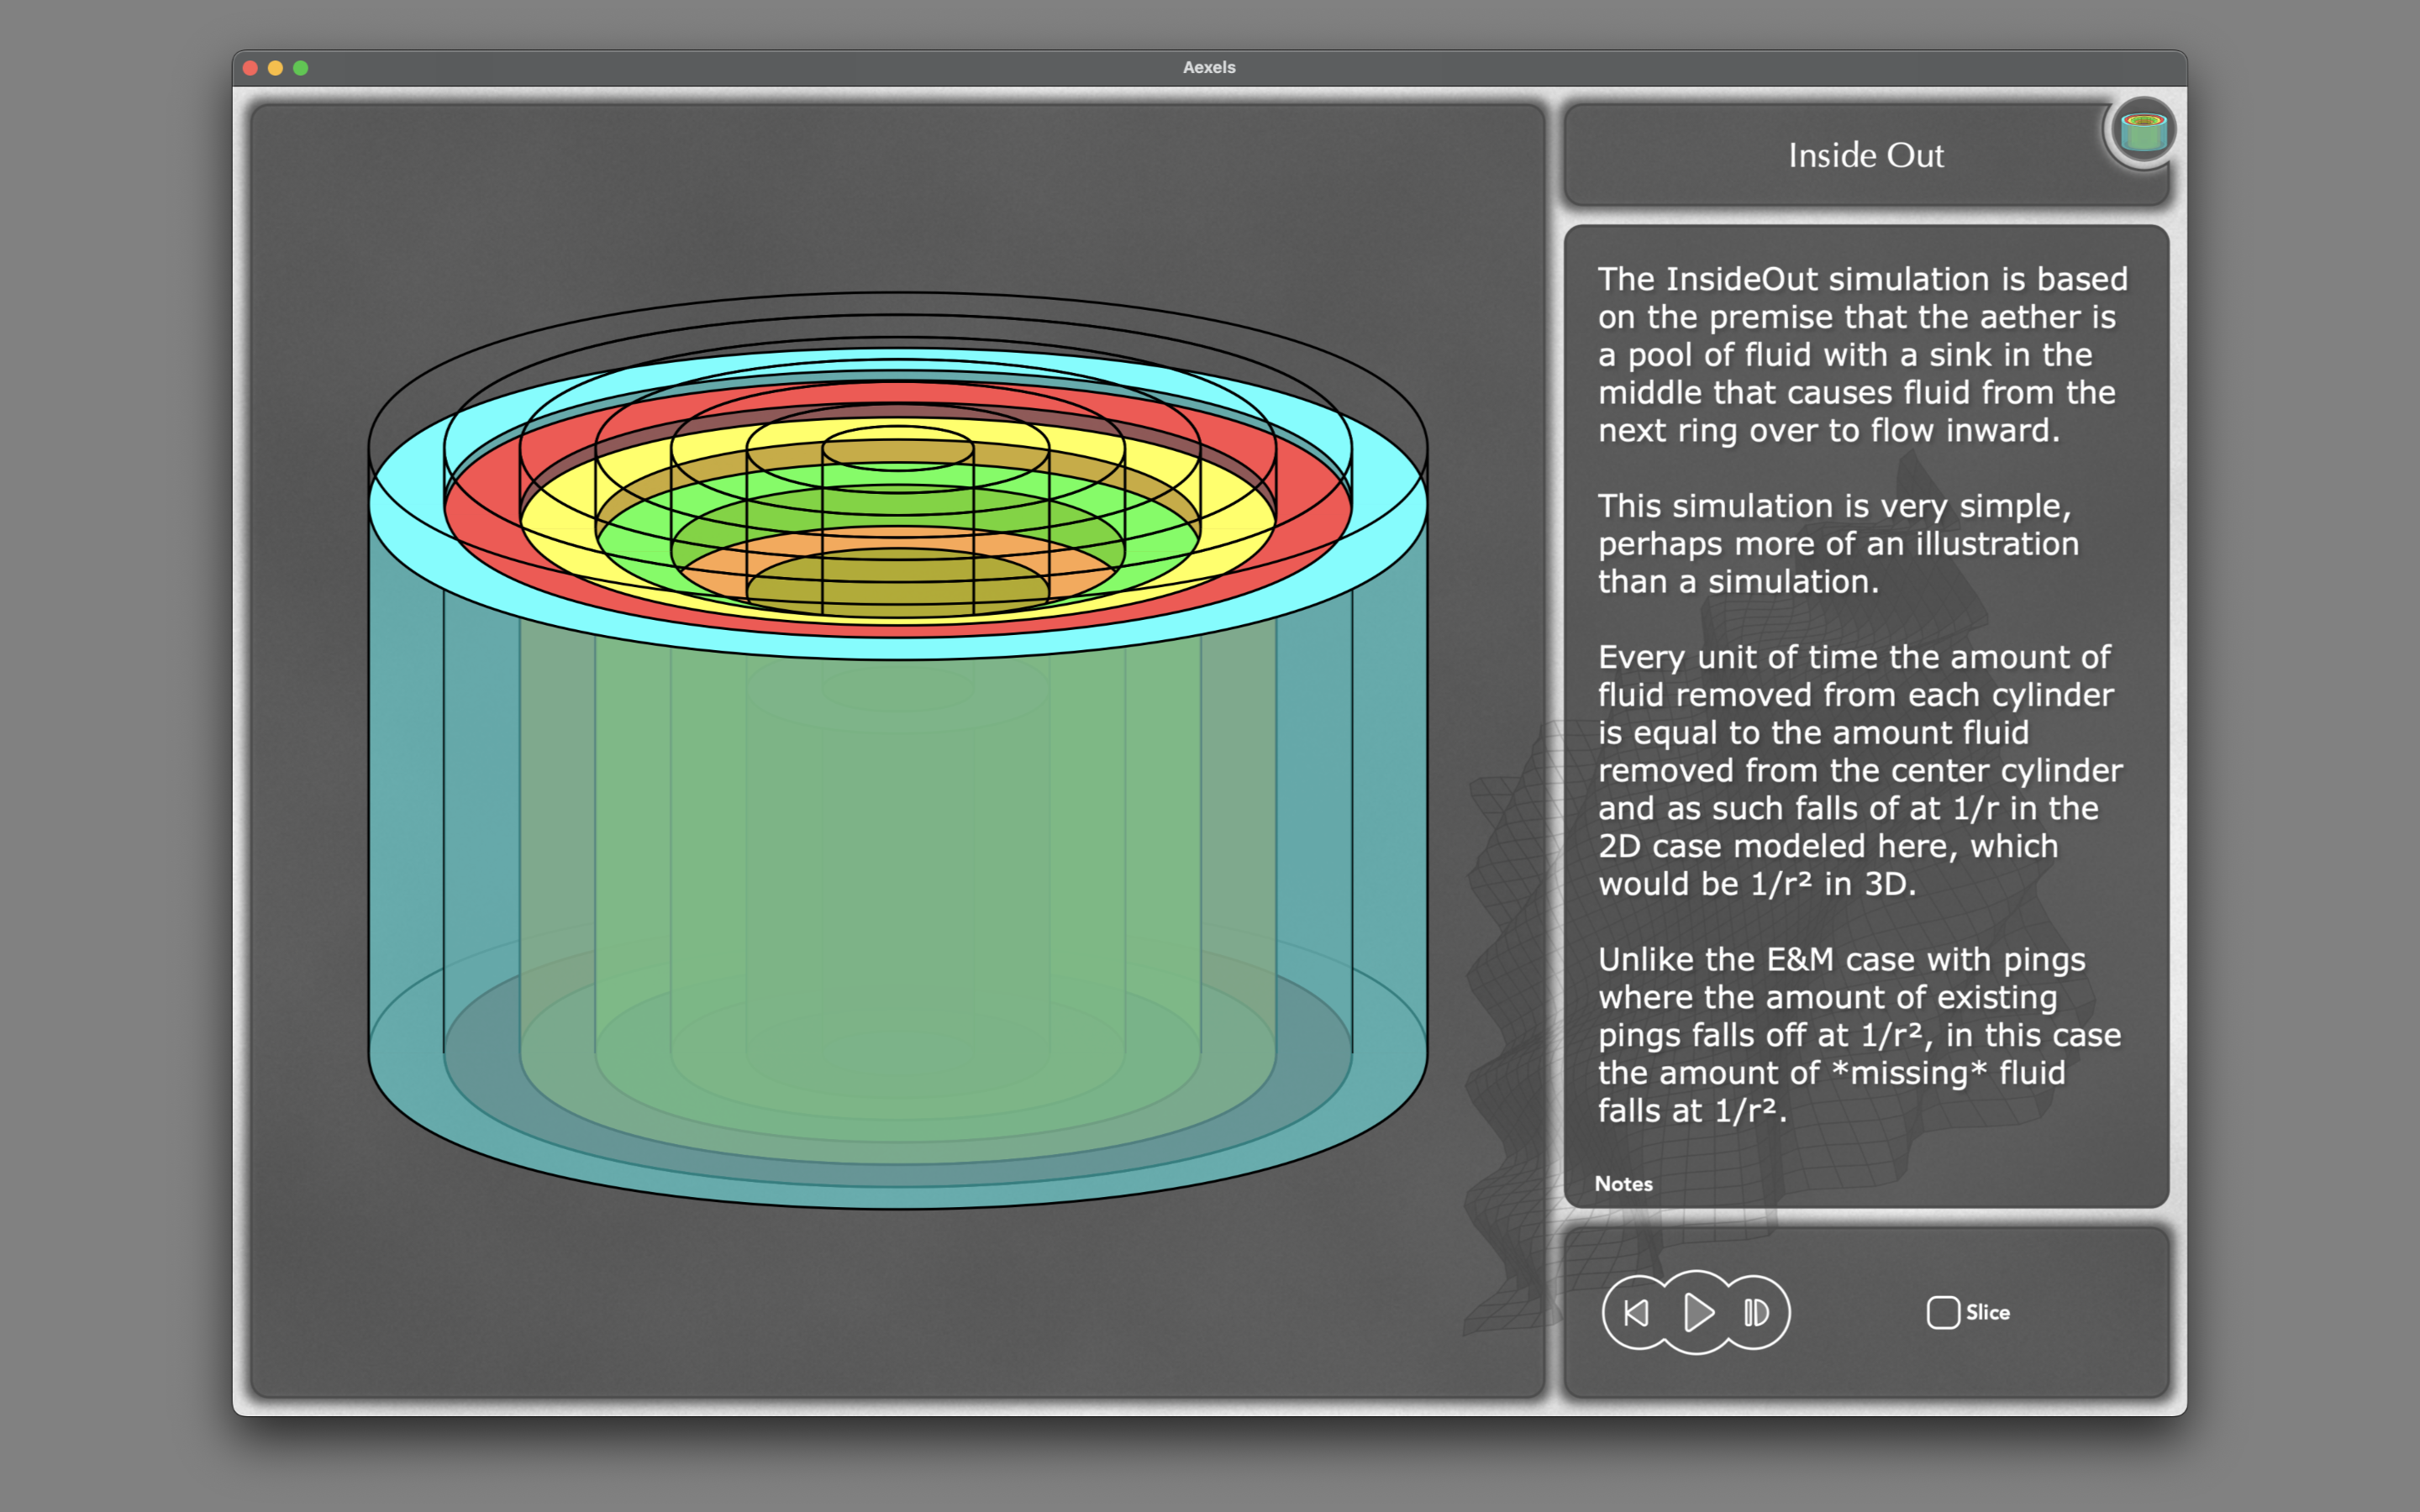 Aexels
Inside Out
The InsideOut simulation is based
on the premise that the aether is
a pool of fluid with a sink in the
middle that causes fluid from the
next ring over to flow inward.
This simulation is very simple,
perhaps more of an illustration
than a simulation.
Every unit of time the amount of
fluid removed from each cylinder
is equal to the amount fluid
removed from the center cylinder
and as such falls of at 1/r in the
2D case modeled here, which
would be 1/r² in 3D.
Unlike the E&M case with pings
where the amount of existing
pings falls off at 1/r², in this case
the amount of *missing* fluid
falls at 1/r².
Notes
Slice